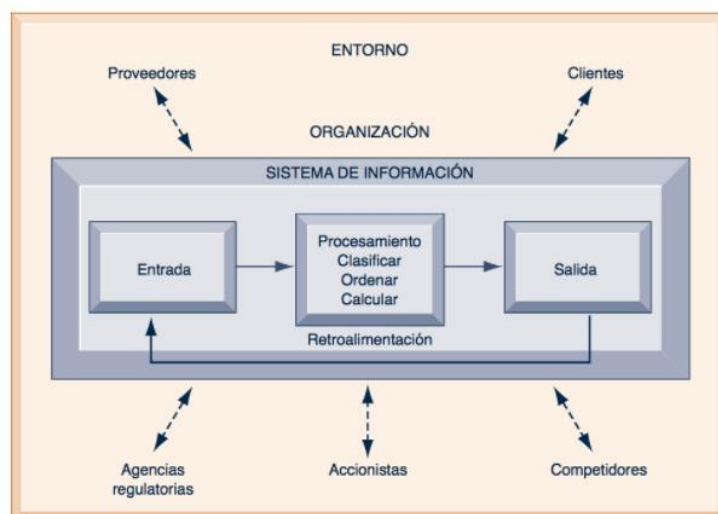 ENTORNO
Proveedores
Clientes
ORGANIZACIÓN
SISTEMA DE INFORMACIÓN
Entrada
Procesamiento
Clasificar
Ordenar
Calcular
Salida
Retroalimentación
Agencias
regulatorias
Accionistas
Competidores